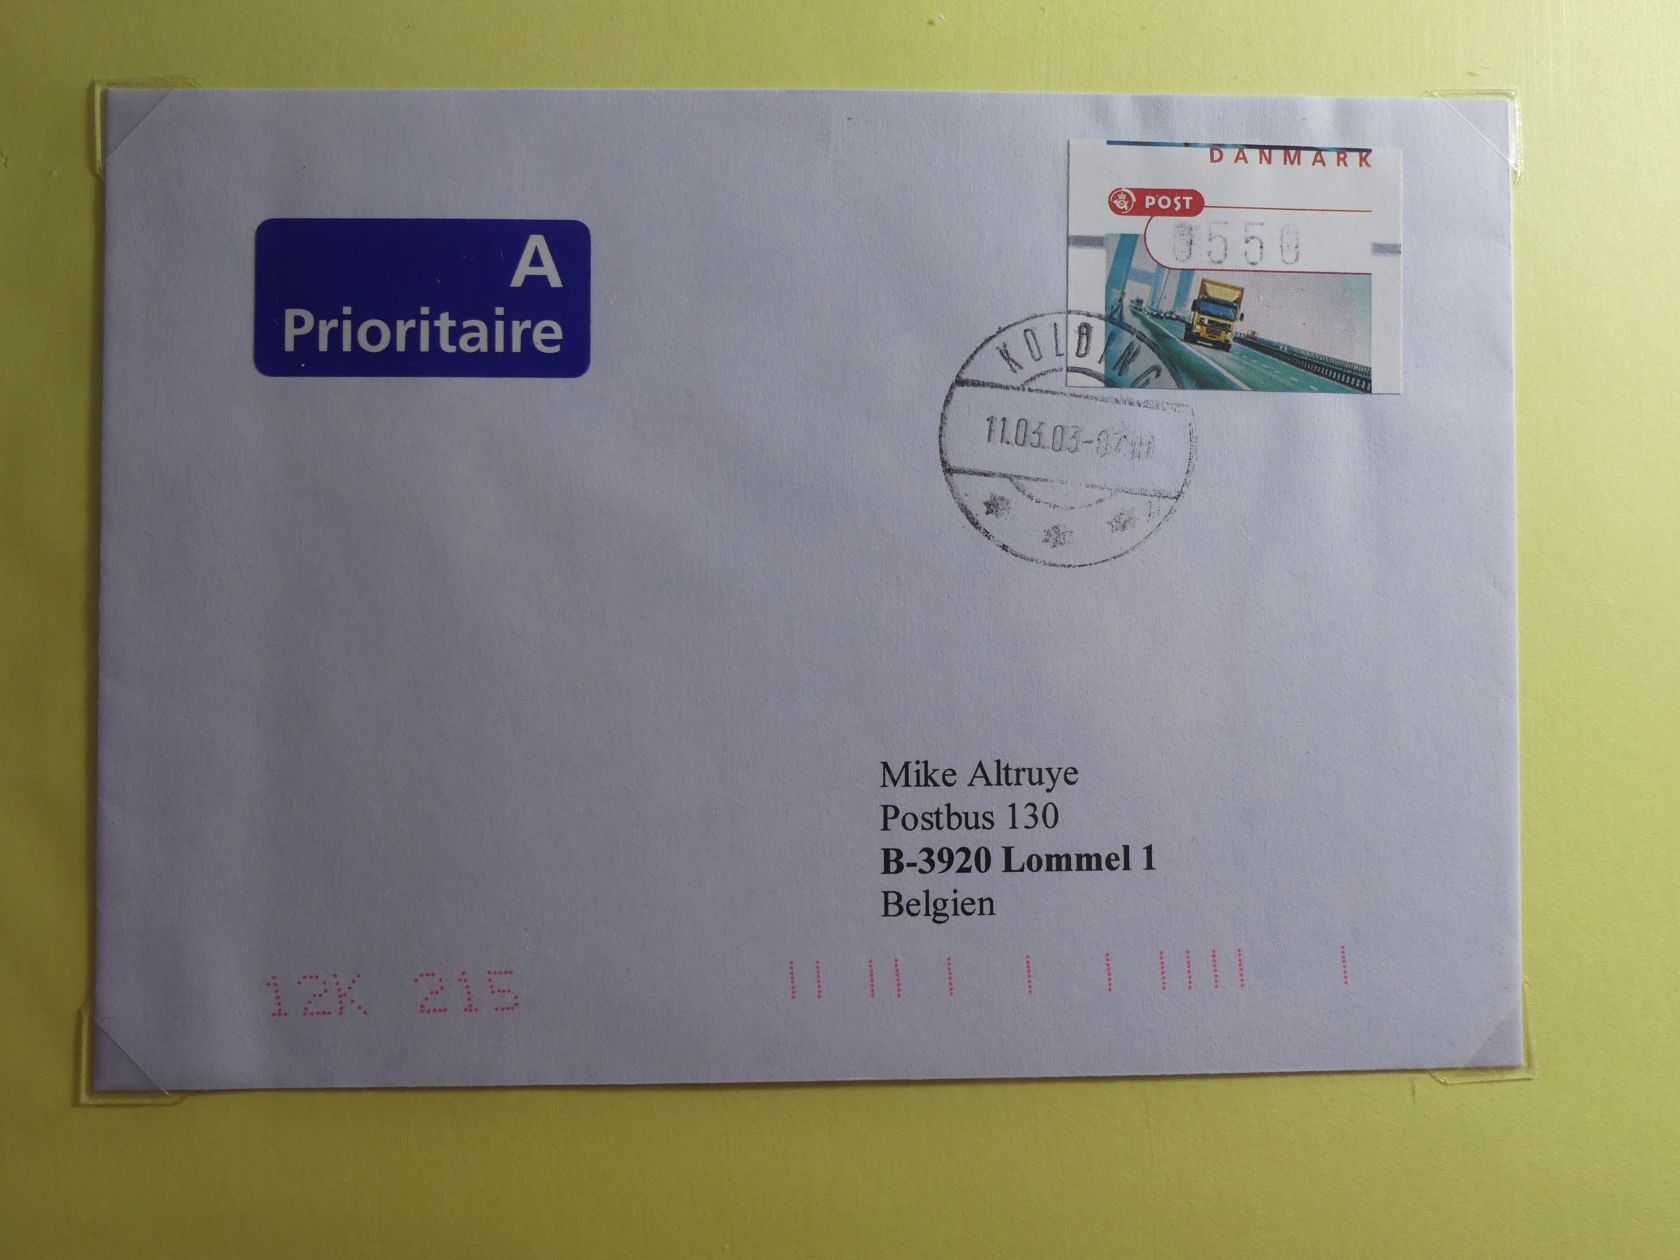 DANMARK
POST
0550
A
Prioritaire
KOLDING
11.03.03-
Mike Altruye
Postbus 130
B-3920 Lommel 1
Belgien
12K 215